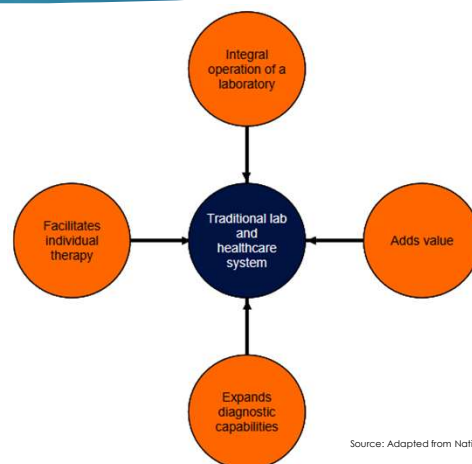 Integral
operation of a
laboratory
Facilitates
individual
therapy
Traditional lab
and
healthcare
system
Adds value
Expands
diagnostic
capabilities
Source: Adapted from